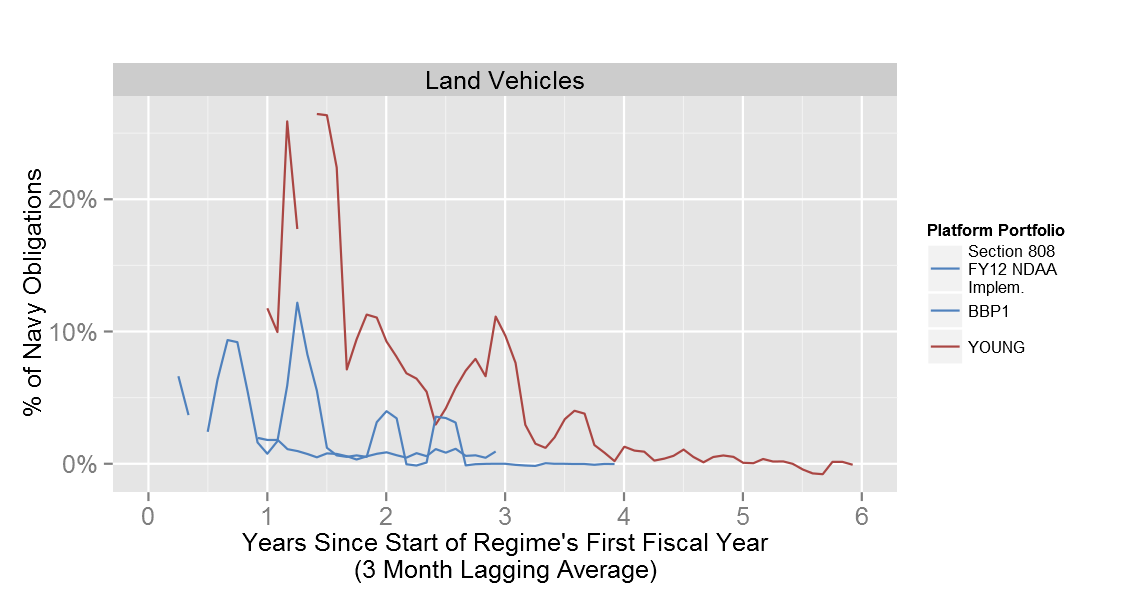 Land Vehicles
% of Navy Obligations
20%
10%
0%
0 1 2 3 4 5 6
Years Since Start of Regime's First Fiscal Year
(3 Month Lagging Average)
Platform Portfolio
Section 808
FY12 NDAA
Implem.
BBP1
YOUNG